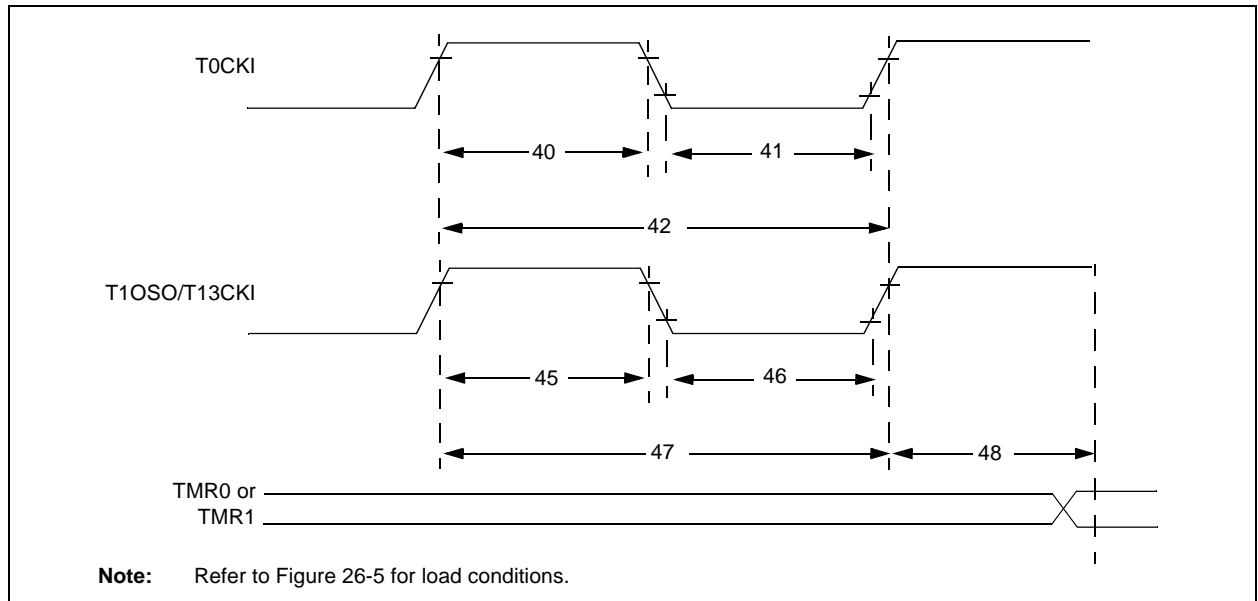 T0CKI
40
41
42
T1OSO/T13CKI
45
46
47
48
TMR0 or
TMR1
Note: Refer to Figure 26-5 for load conditions.